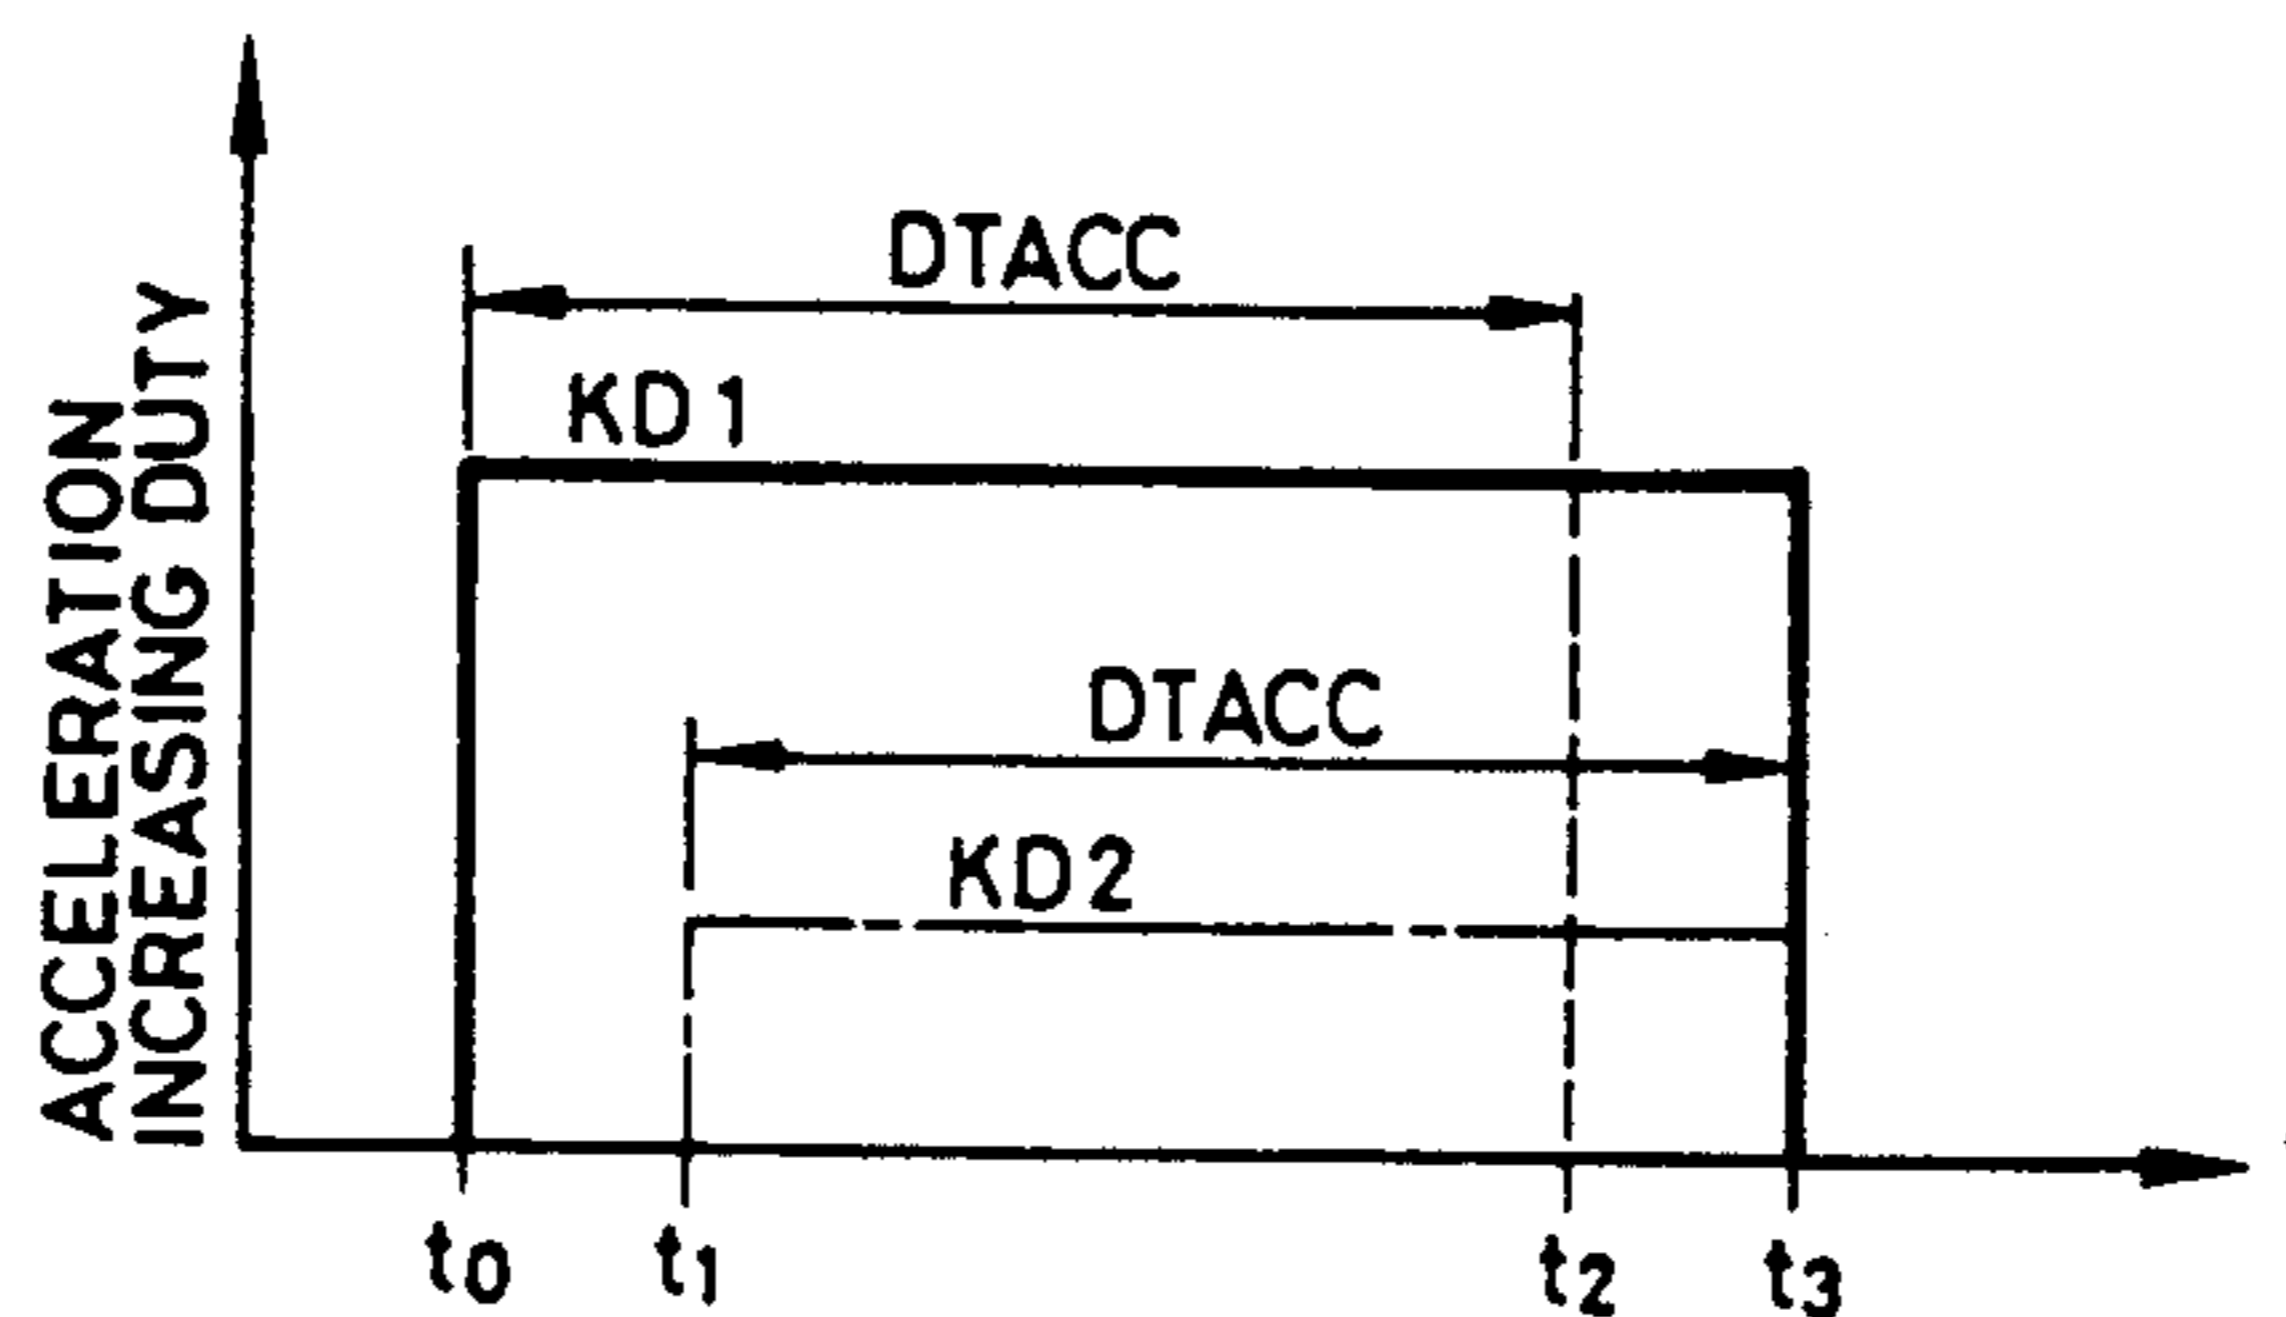 ACCELERATION
INCREASING DUTY
DTACC
KD1
DTACC
KD2
t0 t1 t2 t3